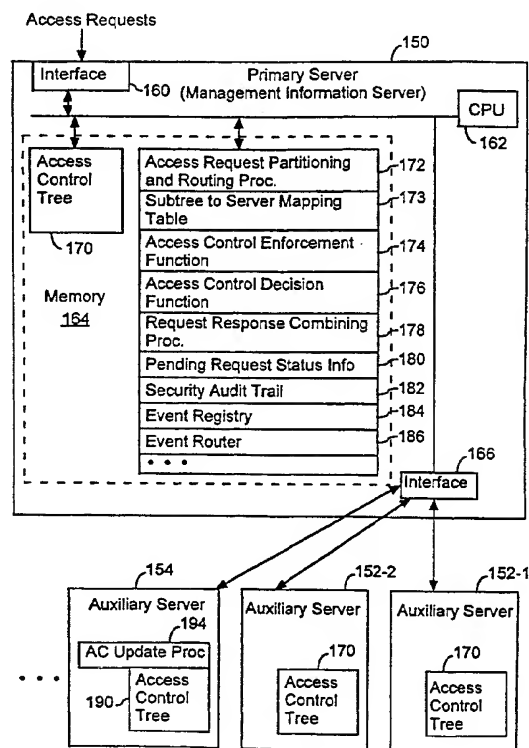 Access Requests
150
Interface
160
Primary Server
(Management Information Server)
CPU
162
Access
Control
Tree
170
Memory
164
Access Request Partitioning
and Routing Proc.
172
Subtree to Server Mapping
Table
173
Access Control Enforcement
Function
174
Access Control Decision
Function
176
Request Response Combining
Proc.
178
Pending Request Status Info
180
Security Audit Trail
182
Event Registry
184
Event Router
186
• • •
166
Interface
154
Auxiliary Server
194
AC Update Proc
190
Access
Control
Tree
• • •
152-2
Auxiliary Server
170
Access
Control
Tree
152-1
Auxiliary Server
170
Access
Control
Tree